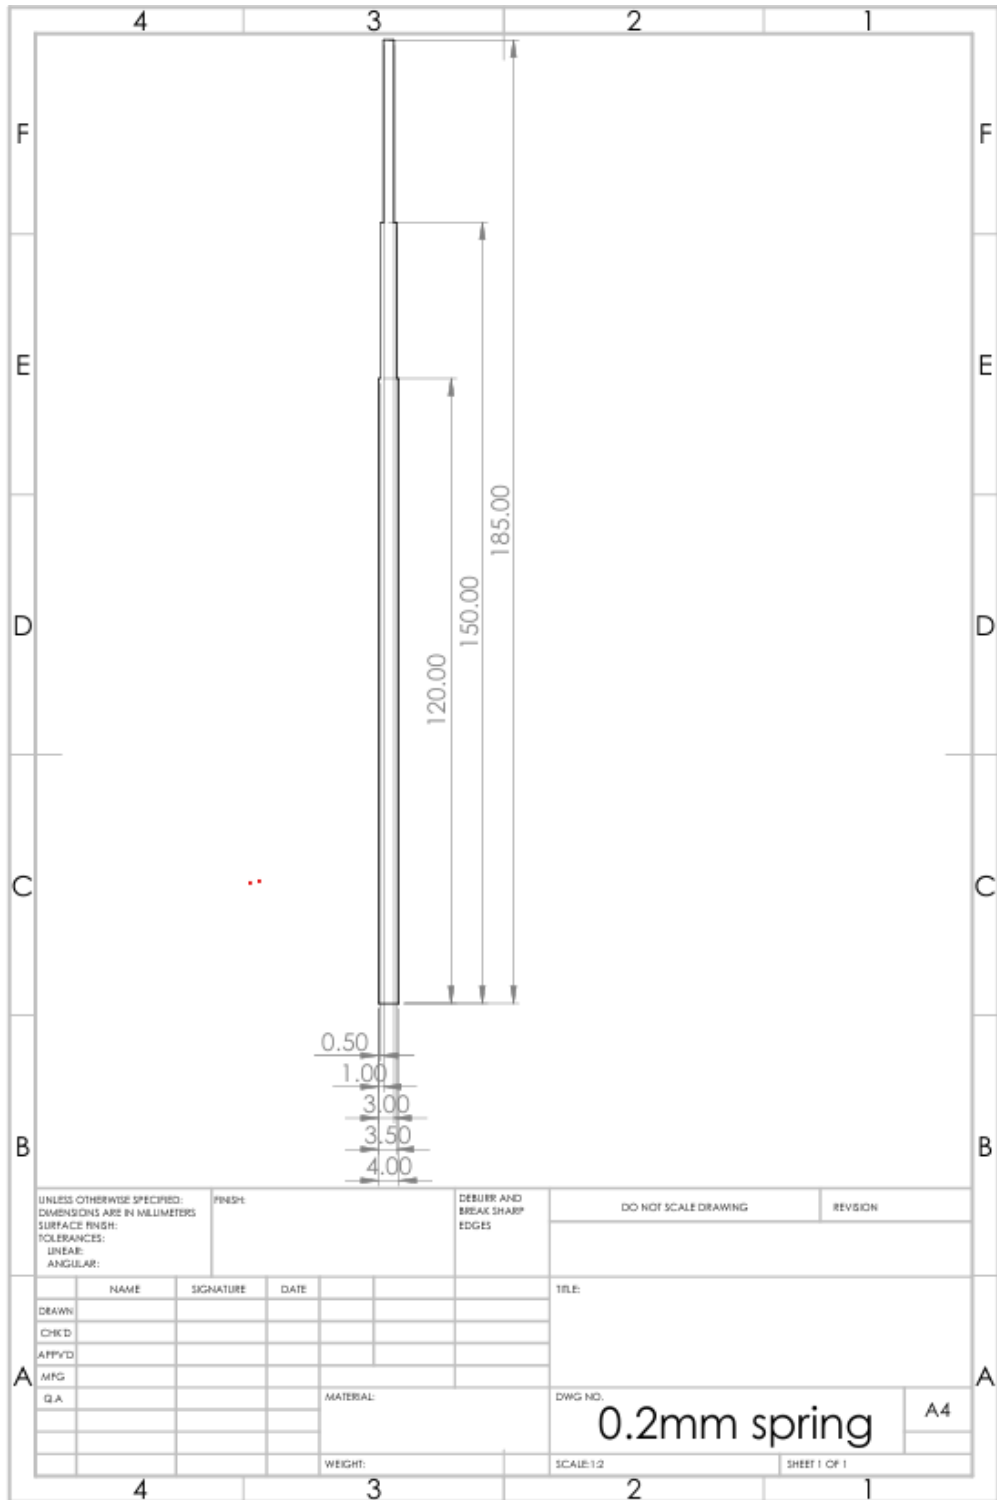 4 3 2 1
F F
E E
185.00
D D
150.00
120.00
C C
0.50
1.00
3.00
B B
3.50
4.00
UNLESS OTHERWISE SPECIFIED:
DIMENSIONS ARE IN MILLIMETERS
SURFACE FINISH:
TOLERANCES:
LINEAR:
ANGULAR:
FINISH:
DEBURR AND
BREAK SHARP
EDGES
DO NOT SCALE DRAWING
REVISION
NAME SIGNATURE DATE
TITLE:
DRAWN
CHK'D
APPV'D
A A
MFG
Q.A
MATERIAL:
DWG NO.
0.2mm spring
A4
WEIGHT:
SCALE:1:2
SHEET 1 OF 1
4 3 2 1